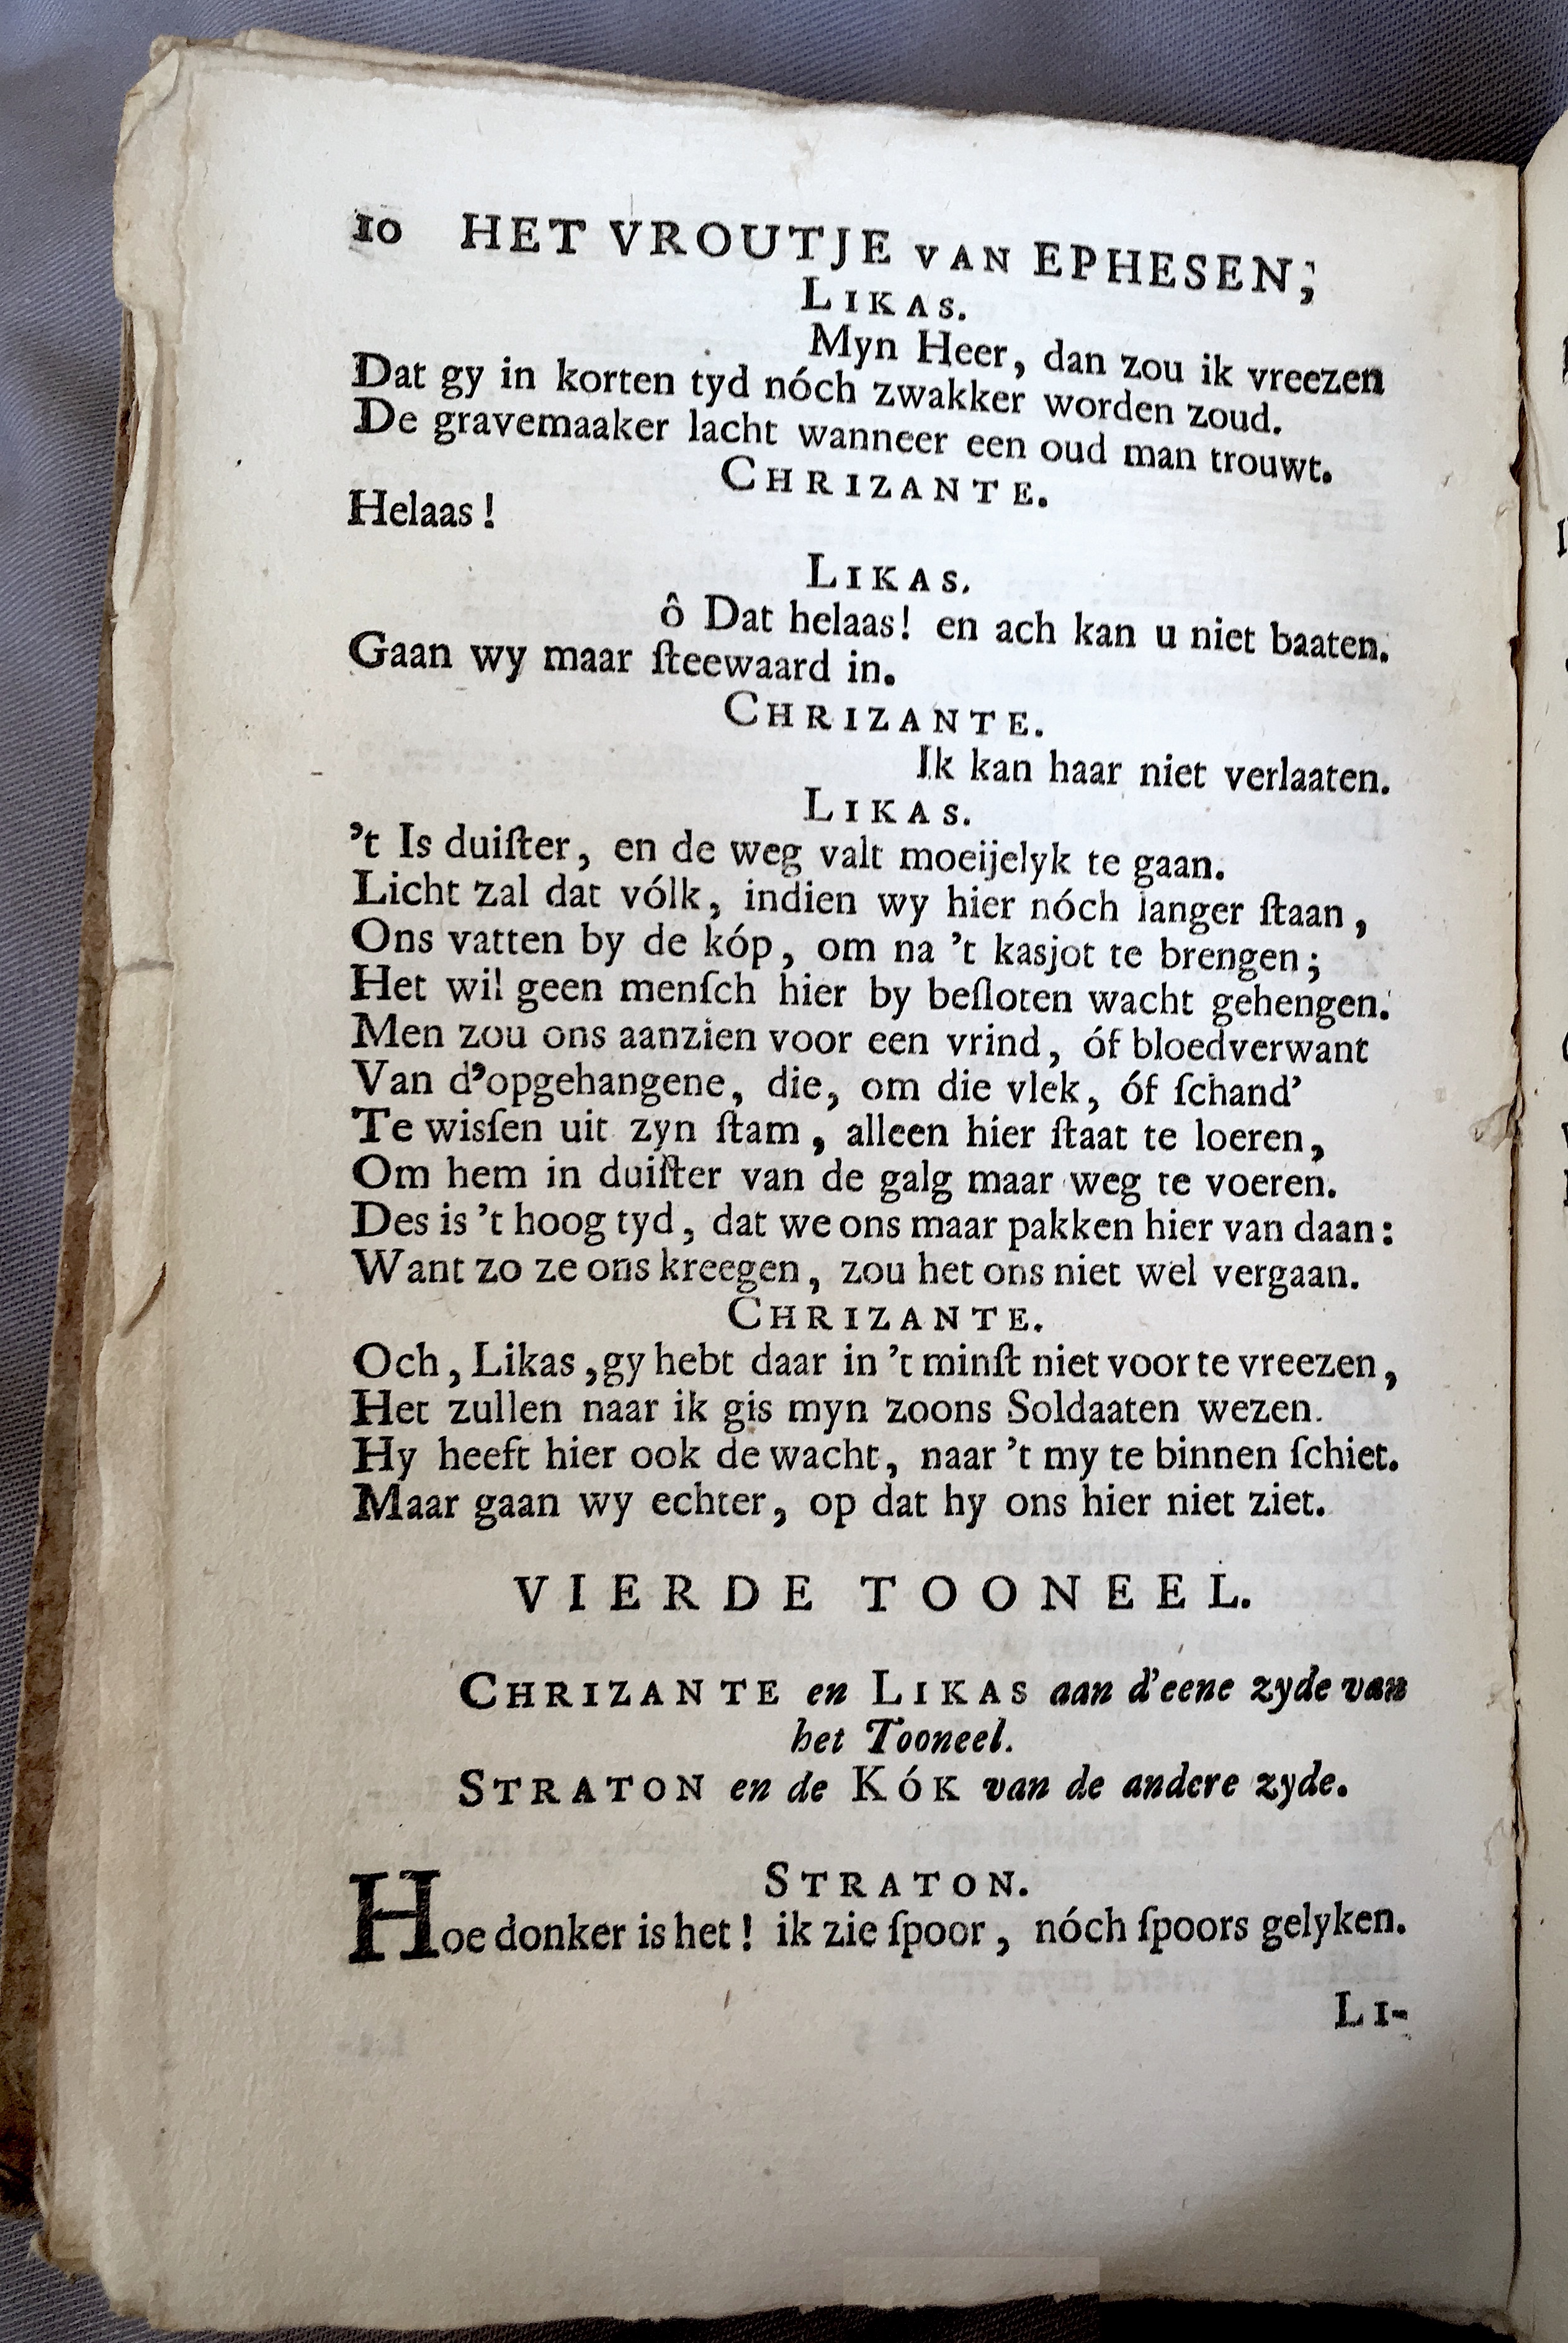 10 HET VROUTJE VAN EPHESEN;
LIKAS.
Myn Heer, dan zou ik vreezen
Dat gy in korten tyd nóch zwakker worden zoud.
De gravemaaker lacht wanneer een oud man trouwt.
CHRIZANTE.
Helaas!
LIKAS.
ô Dat helaas! en ach kan u niet baaten.
Gaan wy maar ſteewaard in.
CHRIZANTE.
Ik kan haar niet verlaaten.
LIKAS.
't Is duiſter, en de weg valt moeijelyk te gaan.
Licht zal dat vólk, indien wy hier nóch langer ſtaan,
Ons vatten by de kóp, om na 't kasjot te brengen;
Het wil geen menſch hier by beſloten wacht gehengen.
Men zou ons aanzien voor een vrind, óf bloedverwant
Van d'opgehangene, die, om die vlek, óf ſchand'
Te wisſen uit zyn ſtam, alleen hier ſtaat te loeren,
Om hem in duiſter van de galg maar weg te voeren.
Des is 't hoog tyd, dat we ons maar pakken hier van daan:
Want zo ze ons kreegen, zou het ons niet wel vergaan.
CHRIZANTE.
Och, Likas, gy hebt daar in 't minſt niet voor te vreezen,
Het zullen naar ik gis myn zoons Soldaaten wezen.
Hy heeft hier ook de wacht, naar 't my te binnen ſchiet.
Maar gaan wy echter, op dat hy ons hier niet ziet.
VIERDE TOONEEL.
CHRIZANTE en LIKAS aan d'eene zyde van
het Tooneel.
STRATON en de KÓK van de andere zyde.
STRATON.
Hoe donker is het! ik zie ſpoor, nóch ſpoors gelyken.
LI-